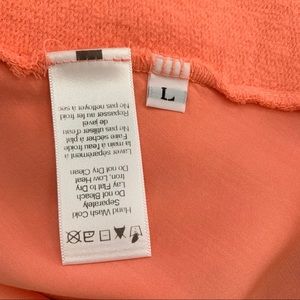 L
Hand Wash Cold
Separately
Do not Bleach
Lay Flat to Dry
Iron, Low Heat
Do not Dry Clean
Laver séparément à
la main à l'eau froide
Faire sécher à plat
Ne pas utiliser d'eau
de javel
Repasser au fer froid
Ne pas nettoyer à sec.